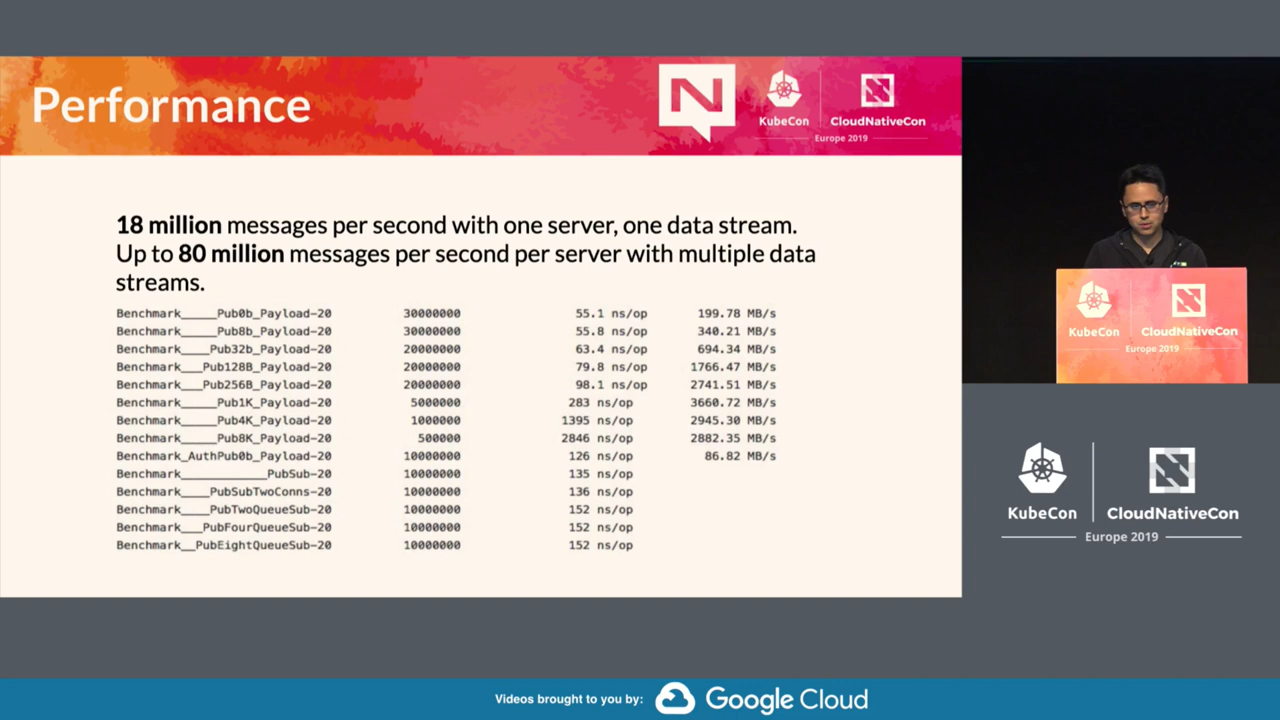 Performance
N
KubeCon
CloudNativeCon
Europe 2019
18 million messages per second with one server, one data stream.
Up to 80 million messages per second per server with multiple data
streams.
Benchmark_____Pub0b_Payload-20 30000000 55.1 ns/op 199.78 MB/s
Benchmark_____Pub8b_Payload-20 30000000 55.8 ns/op 340.21 MB/s
Benchmark____Pub32b_Payload-20 20000000 63.4 ns/op 694.34 MB/s
Benchmark___Pub128B_Payload-20 20000000 79.8 ns/op 1766.47 MB/s
Benchmark___Pub256B_Payload-20 20000000 98.1 ns/op 2741.51 MB/s
Benchmark_____Pub1K_Payload-20 5000000 283 ns/op 3660.72 MB/s
Benchmark_____Pub4K_Payload-20 1000000 1395 ns/op 2945.30 MB/s
Benchmark_____Pub8K_Payload-20 500000 2846 ns/op 2882.35 MB/s
Benchmark_AuthPub0b_Payload-20 10000000 126 ns/op 86.82 MB/s
Benchmark____________PubSub-20 10000000 135 ns/op
Benchmark____PubSubTwoConns-20 10000000 136 ns/op
Benchmark____PubTwoQueueSub-20 10000000 152 ns/op
Benchmark___PubFourQueueSub-20 10000000 152 ns/op
Benchmark__PubEightQueueSub-20 10000000 152 ns/op
KubeCon
CloudNativeCon
Europe 2019
KubeCon
CloudNativeCon
Europe 2019
Videos brought to you by: Google Cloud